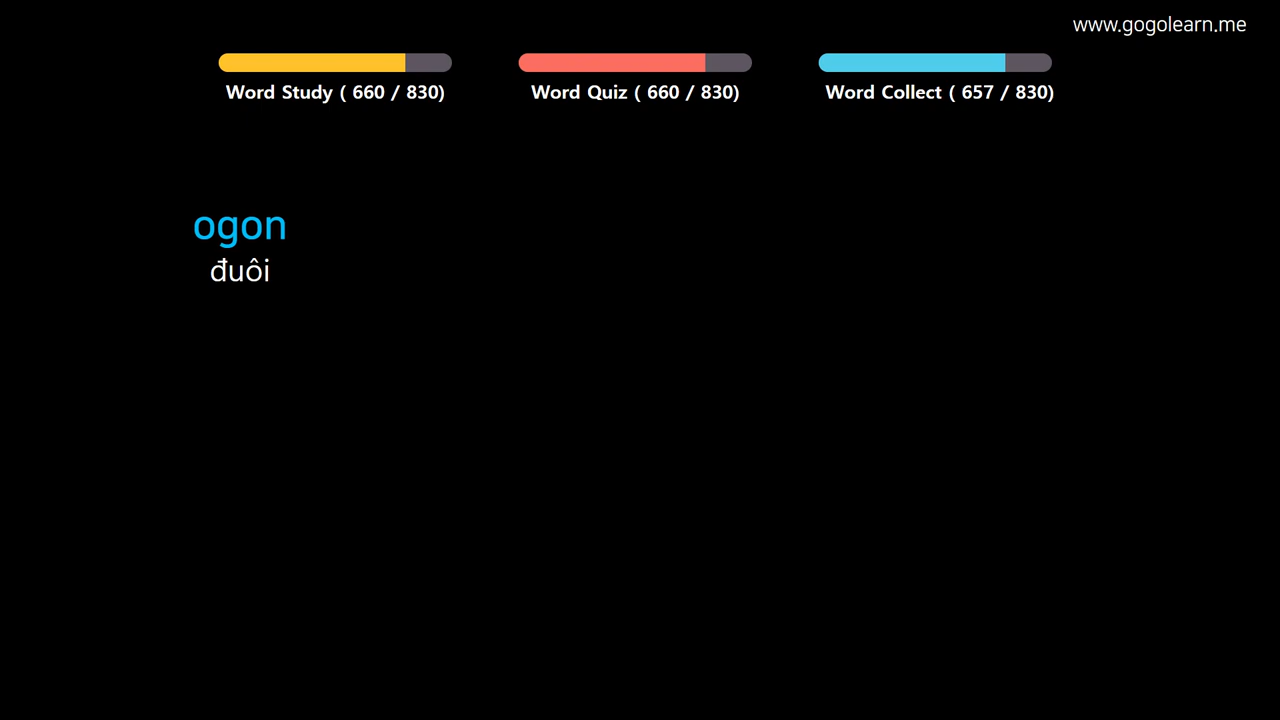 www.gogolearn.me
Word Study ( 660 / 830)
Word Quiz ( 660 / 830)
Word Collect ( 657 / 830)
ogon
đuôi